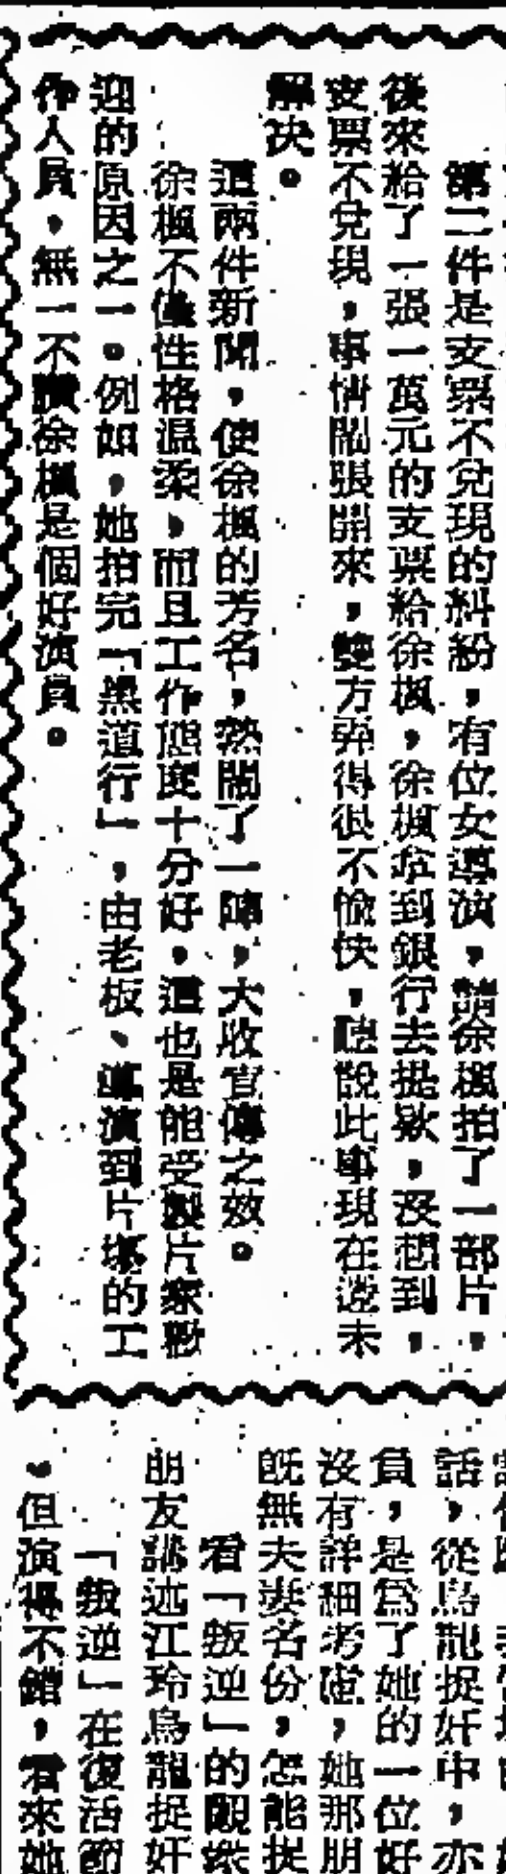 第二件是支票不兌現的糾紛，有位女導演，請徐楓拍了一部片，
後來給了一張一萬元的支票給徐楓，徐楓拿到銀行去提欵，沒想到，
支票不兌現，事情鬧張開來，雙方弄得很不愉快，聽說此事現在還未
解决。
這兩件新聞，使徐楓的芳名，熱鬧了一陣，大收宣傳之效。
徐楓不僅性格温柔，而且工作態度十分好，這也是能受製片家歡
迎的原因之一。例如，她拍完「黑道行」，由老板、導演到片塲的工
作人員，無一不讚徐楓是個好演員。
話，從烏龍捉奸中，亦
負，是爲了她的一位好
沒有詳細考慮，她那朋
既無夫妻名份，怎能捉
看「叛逆」的觀衆
朋友講述江玲烏龍捉奸
「叛逆」在復活節
。但演得不錯，看來她